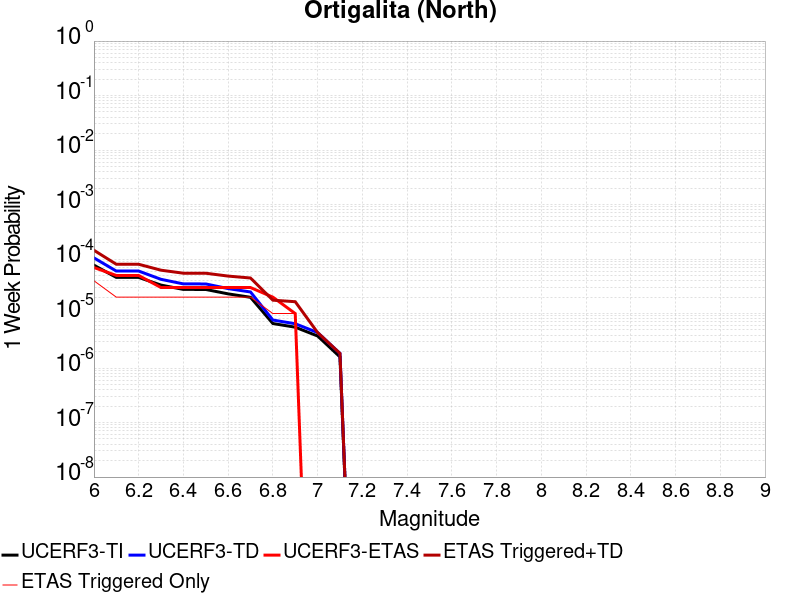 Ortigalita (North)
1 Week Probability
10^0
10^-1
10^-2
10^-3
10^-4
10^-5
10^-6
10^-7
10^-8
6 6.2 6.4 6.6 6.8 7 7.2 7.4 7.6 7.8 8 8.2 8.4 8.6 8.8 9
Magnitude
UCERF3-TI UCERF3-TD UCERF3-ETAS ETAS Triggered+TD
ETAS Triggered Only